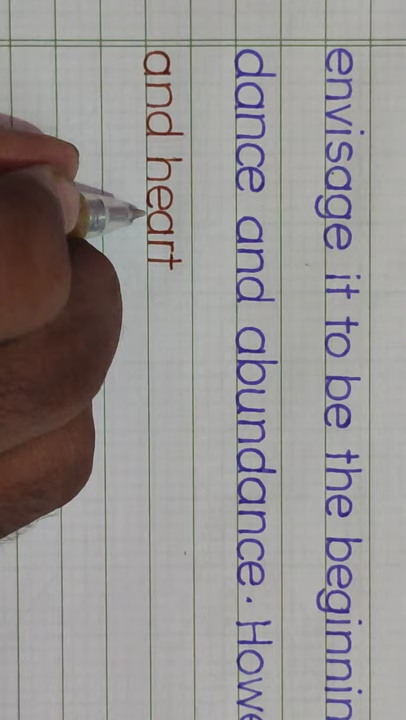 envisage it to be the beginnin
dance and abundance. Howe
and heart